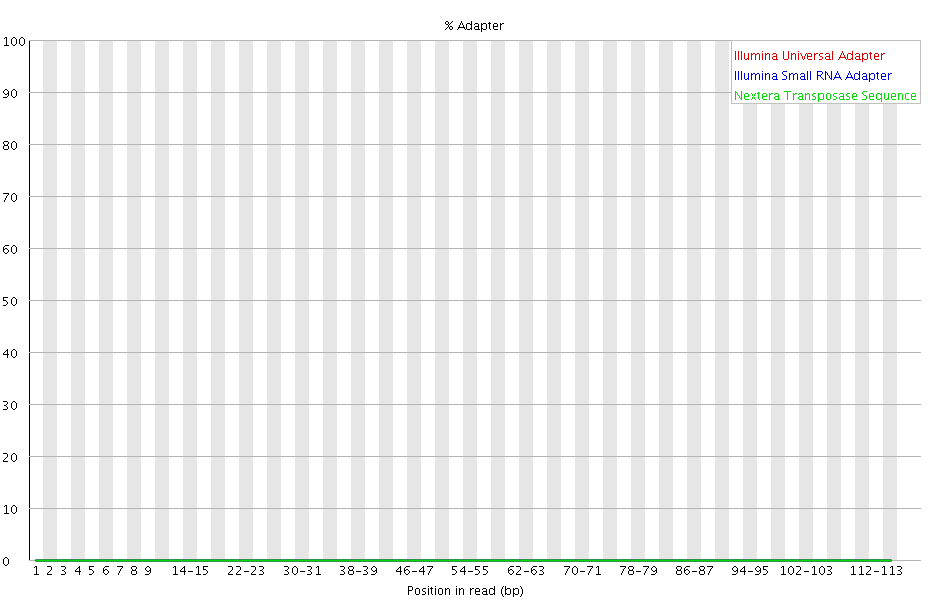 % Adapter
100
Illumina Universal Adapter
Illumina Small RNA Adapter
Nextera Transposase Sequence
90
80
70
60
50
40
30
20
10
0
1 2 3 4 5 6 7 8 9 14-15 22-23 30-31 38-39 46-47 54-55 62-63 70-71 78-79 86-87 94-95 102-103 112-113
Position in read (bp)